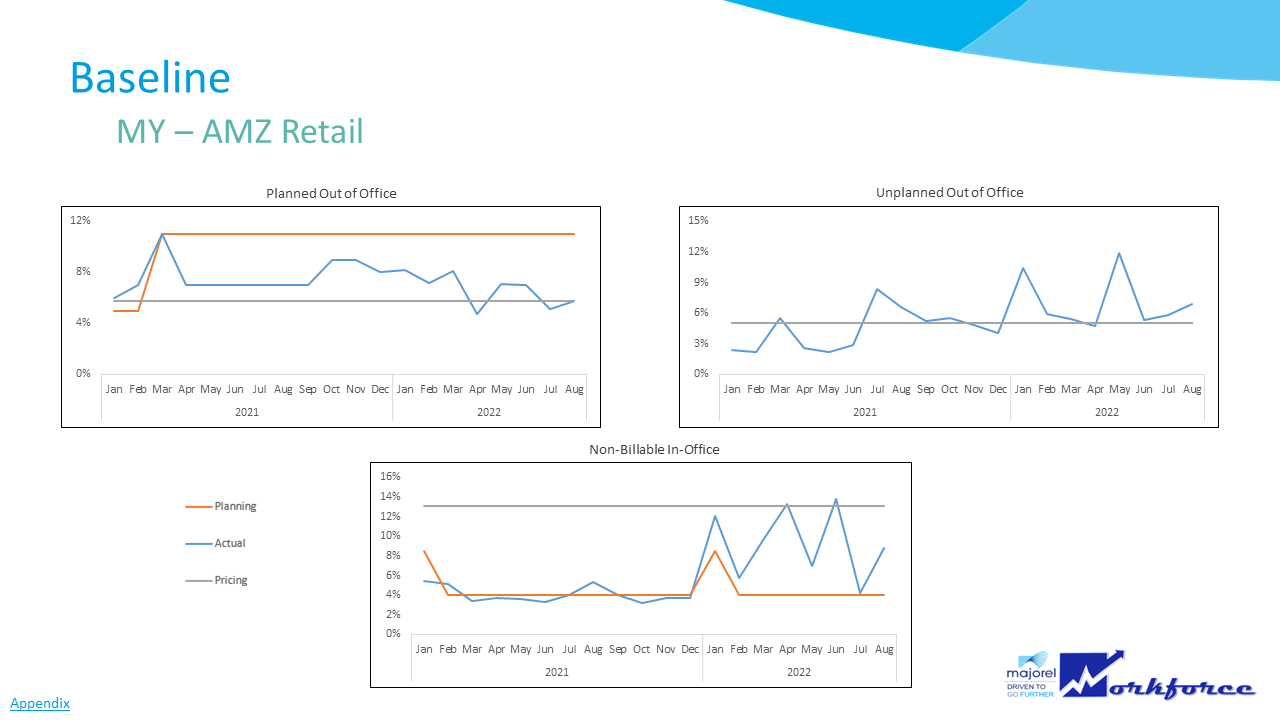 Baseline
MY – AMZ Retail
Planned Out of Office
12%
8%
4%
0%
Jan Feb Mar Apr May Jun Jul Aug Sep Oct Nov Dec Jan Feb Mar Apr May Jun Jul Aug
2021 2022
Unplanned Out of Office
15%
12%
9%
6%
3%
0%
Jan Feb Mar Apr May Jun Jul Aug Sep Oct Nov Dec Jan Feb Mar Apr May Jun Jul Aug
2021 2022
Non-Billable In-Office
16%
14%
12%
10%
8%
6%
4%
2%
0%
Jan Feb Mar Apr May Jun Jul Aug Sep Oct Nov Dec Jan Feb Mar Apr May Jun Jul Aug
2021 2022
Planning
Actual
Pricing
majorel
DRIVEN TO
GO FURTHER
Workforce
Appendix